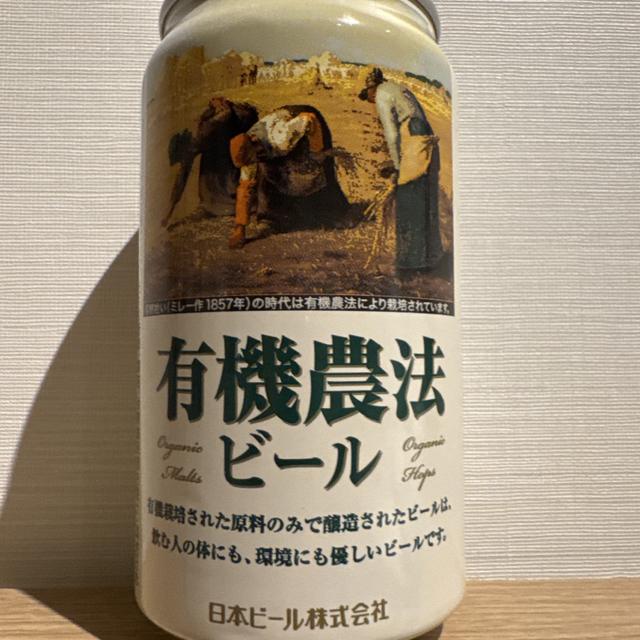 (ミレー作1857年)の時代は有機農法により栽培されています。
有機農法
ビール
Organic
Malts
Organic
Hops
有機栽培された原料のみで醸造されたビールは、
飲む人の体にも、環境にも優しいビールです。
日本ビール株式会社